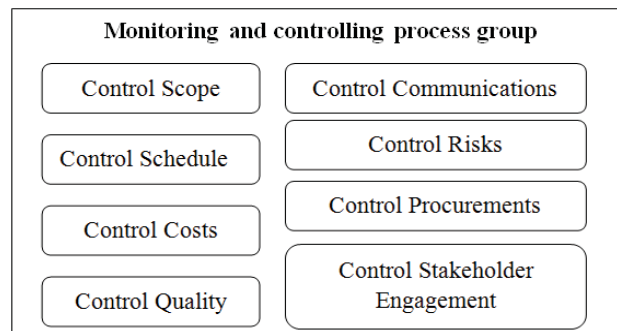 Monitoring and controlling process group
Control Scope
Control Schedule
Control Costs
Control Quality
Control Communications
Control Risks
Control Procurements
Control Stakeholder
Engagement